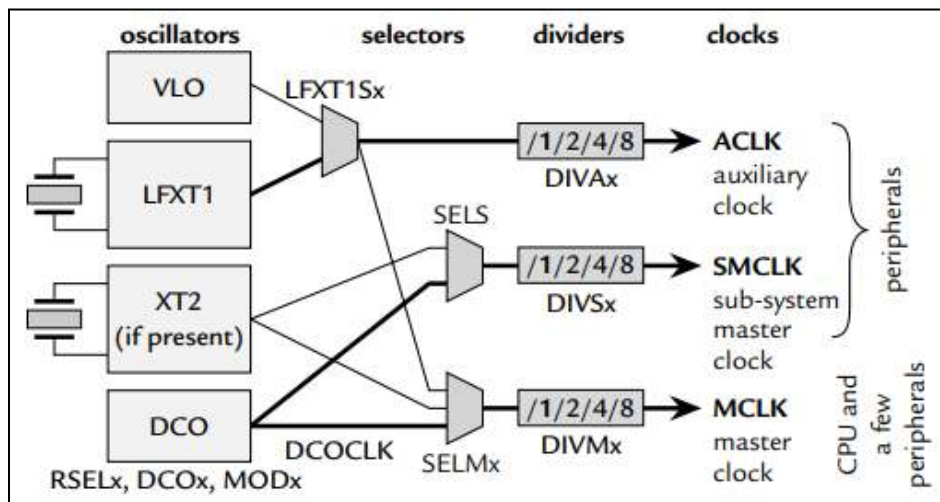 oscillators selectors dividers clocks
VLO
LFXT1Sx
/1/2/4/8
ACLK
DIVAx
auxiliary
clock
LFXT1
SELS
/1/2/4/8
SMCLK
DIVSx
sub-system
master
clock
peripherals
XT2
(if present)
DCO
DCOCLK
SELMx
/1/2/4/8
MCLK
DIVMx
master
clock
CPU and
a few
peripherals
RSELx, DCOx, MODx